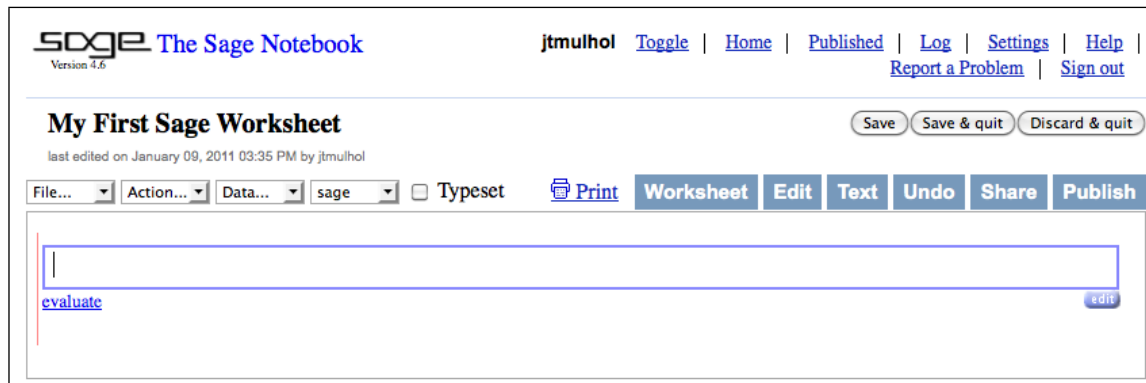 sage The Sage Notebook
Version 4.6
jtmulhol Toggle | Home | Published | Log | Settings | Help |
Report a Problem | Sign out
My First Sage Worksheet
Save Save & quit Discard & quit
last edited on January 09, 2011 03:35 PM by jtmulhol
File... Action... Data... sage Typeset Print Worksheet Edit Text Undo Share Publish
evaluate edit